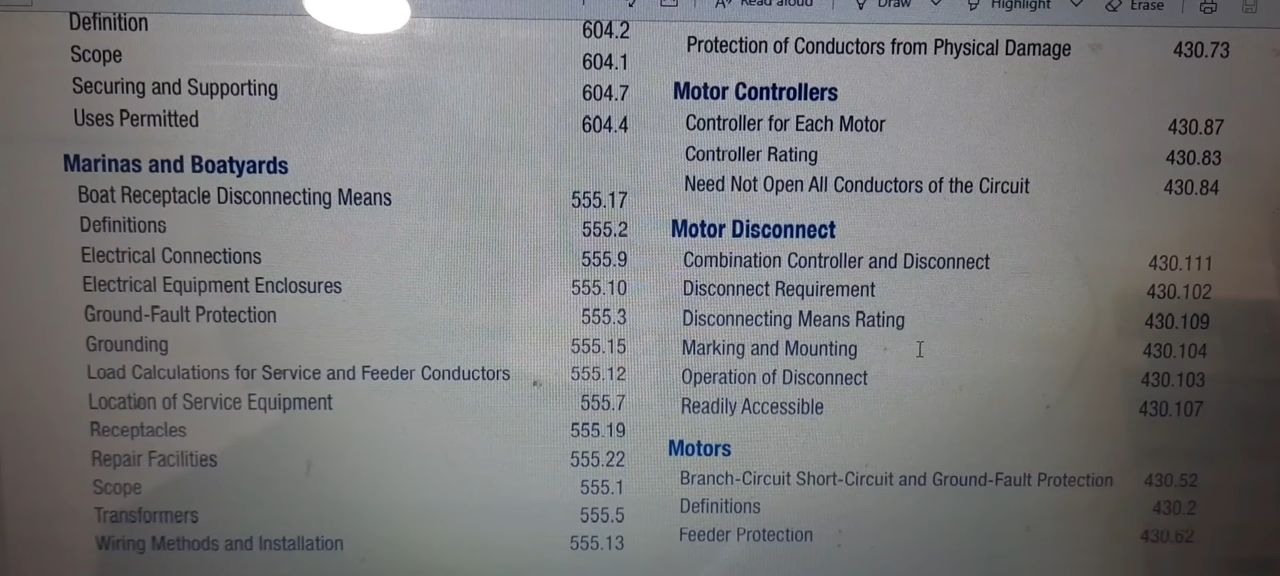 Read aloud
Draw
Highlight
Erase
Definition 604.2
Scope 604.1
Securing and Supporting 604.7
Uses Permitted 604.4
Marinas and Boatyards
Boat Receptacle Disconnecting Means 555.17
Definitions 555.2
Electrical Connections 555.9
Electrical Equipment Enclosures 555.10
Ground-Fault Protection 555.3
Grounding 555.15
Load Calculations for Service and Feeder Conductors 555.12
Location of Service Equipment 555.7
Receptacles 555.19
Repair Facilities 555.22
Scope 555.1
Transformers 555.5
Wiring Methods and Installation 555.13
Protection of Conductors from Physical Damage 430.73
Motor Controllers
Controller for Each Motor 430.87
Controller Rating 430.83
Need Not Open All Conductors of the Circuit 430.84
Motor Disconnect
Combination Controller and Disconnect 430.111
Disconnect Requirement 430.102
Disconnecting Means Rating 430.109
Marking and Mounting 430.104
Operation of Disconnect 430.103
Readily Accessible 430.107
Motors
Branch-Circuit Short-Circuit and Ground-Fault Protection 430.52
Definitions 430.2
Feeder Protection 430.62